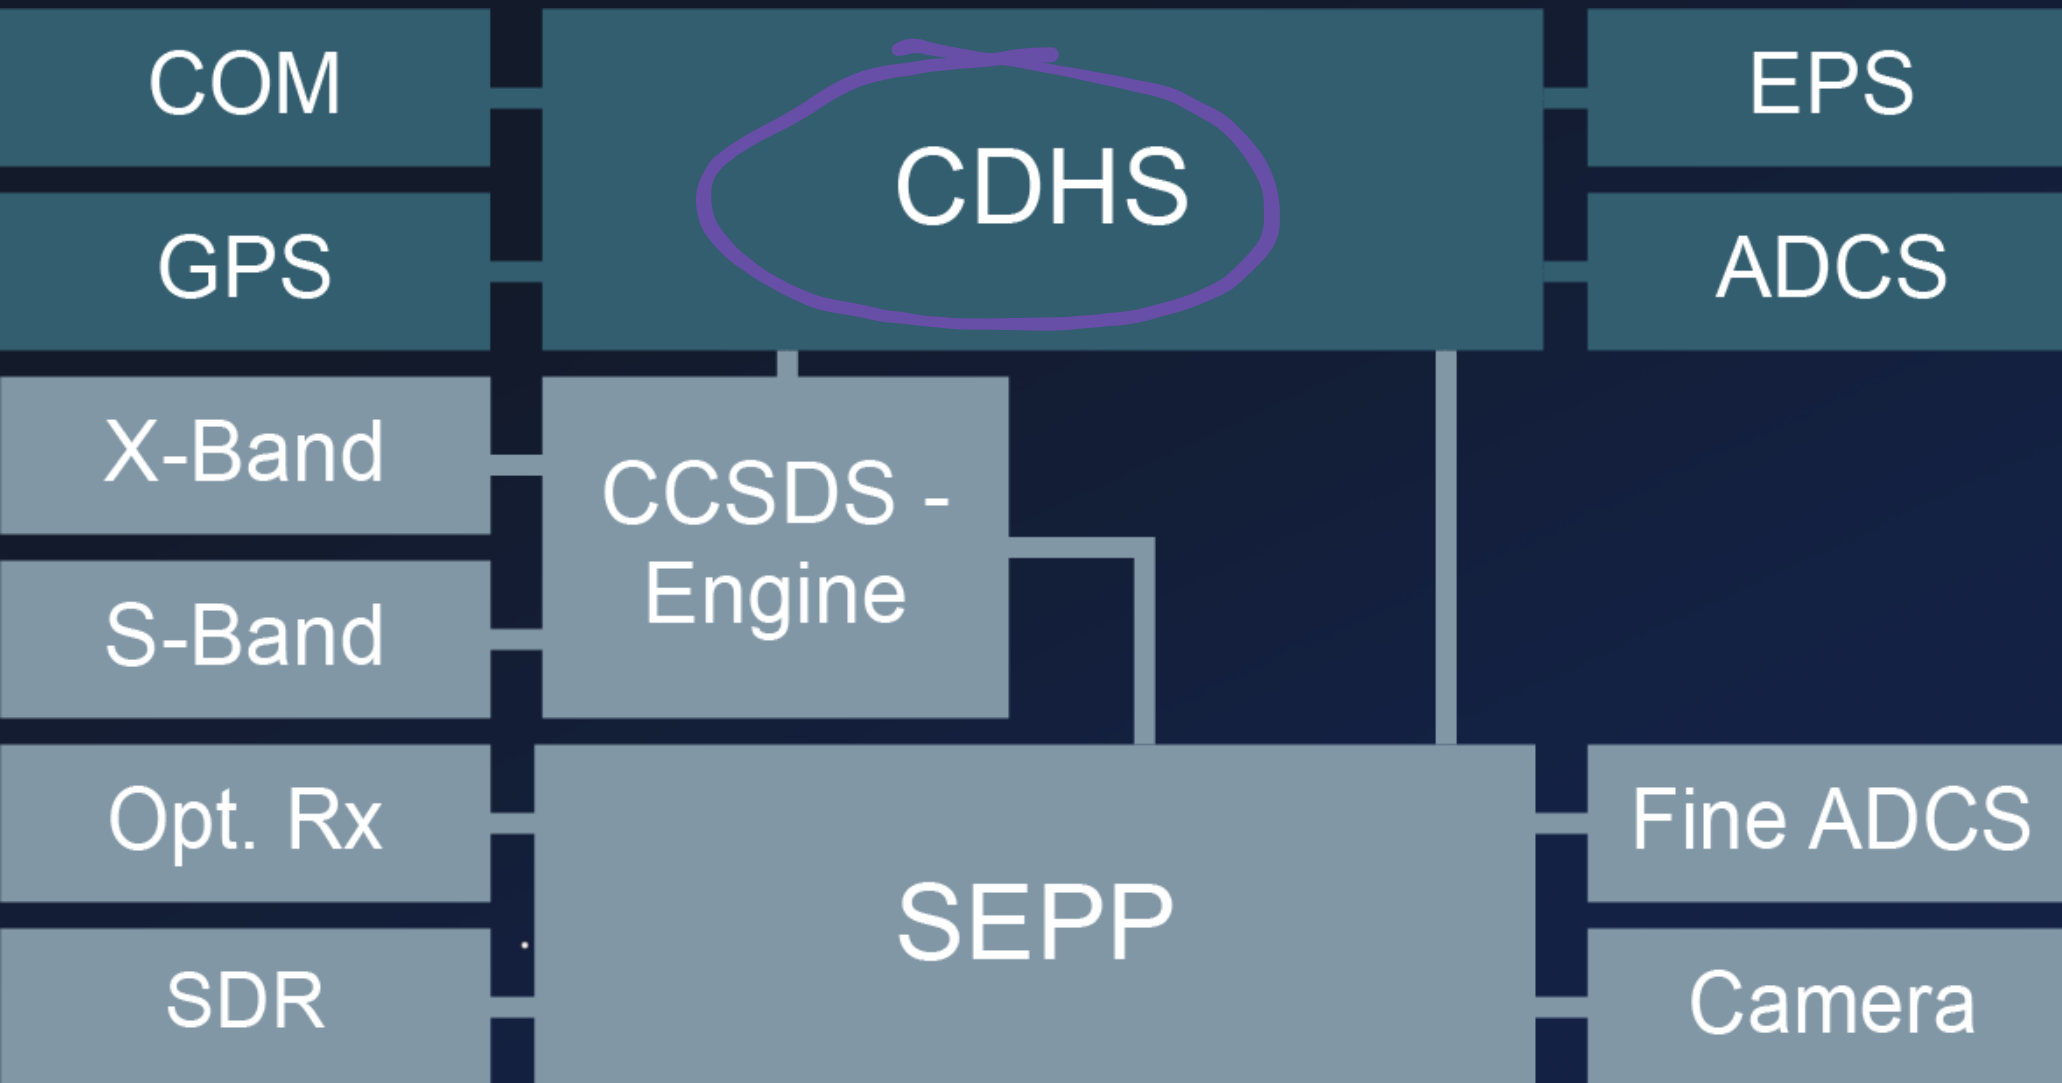 COM
CDHS
EPS
GPS
ADCS
X-Band
CCSDS -
Engine
S-Band
Opt. Rx
SEPP
Fine ADCS
SDR
Camera